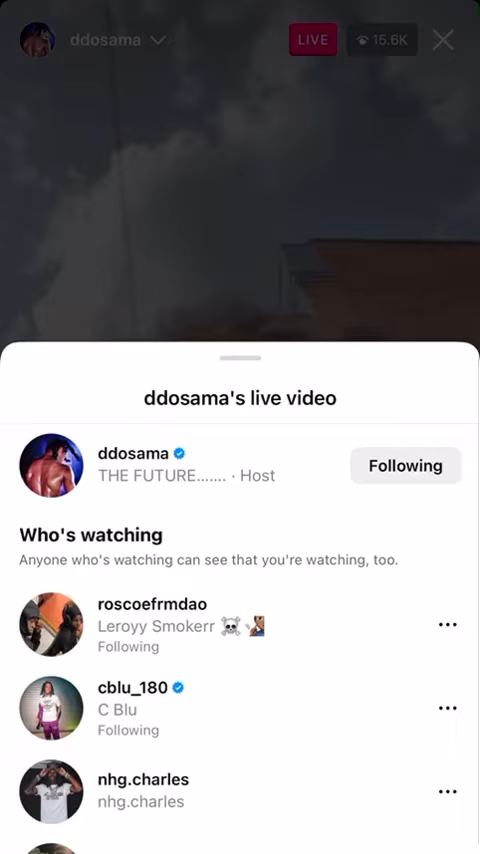 ddosama
LIVE
15.6K
ddosama's live video
ddosama
THE FUTURE....... · Host
Following
Who's watching
Anyone who's watching can see that you're watching, too.
roscoefrmdao
Leroyy Smokerr ☠️👨🏽‍🎤
Following
cblu_180
C Blu
Following
nhg.charles
nhg.charles